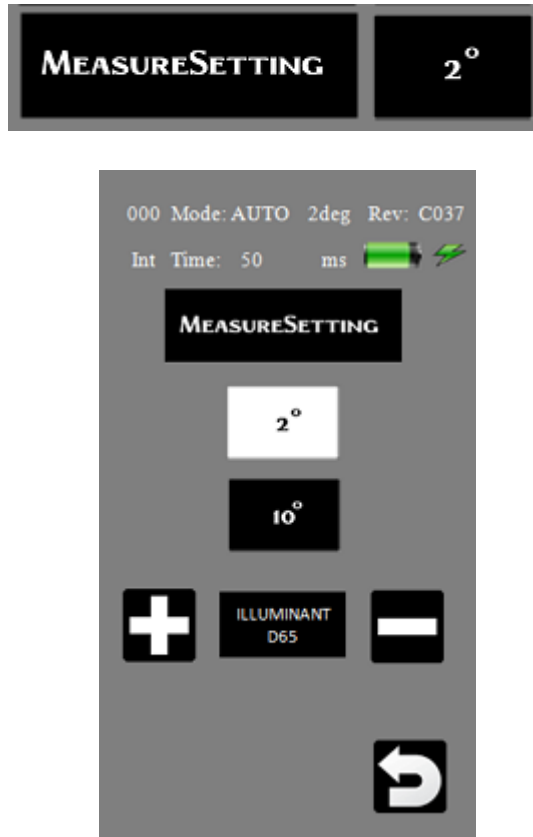 MEASURESETTING 2°
000 Mode: AUTO 2deg Rev: C037
Int Time: 50 ms
MEASURESETTING
2°
10°
ILLUMINANT
D65